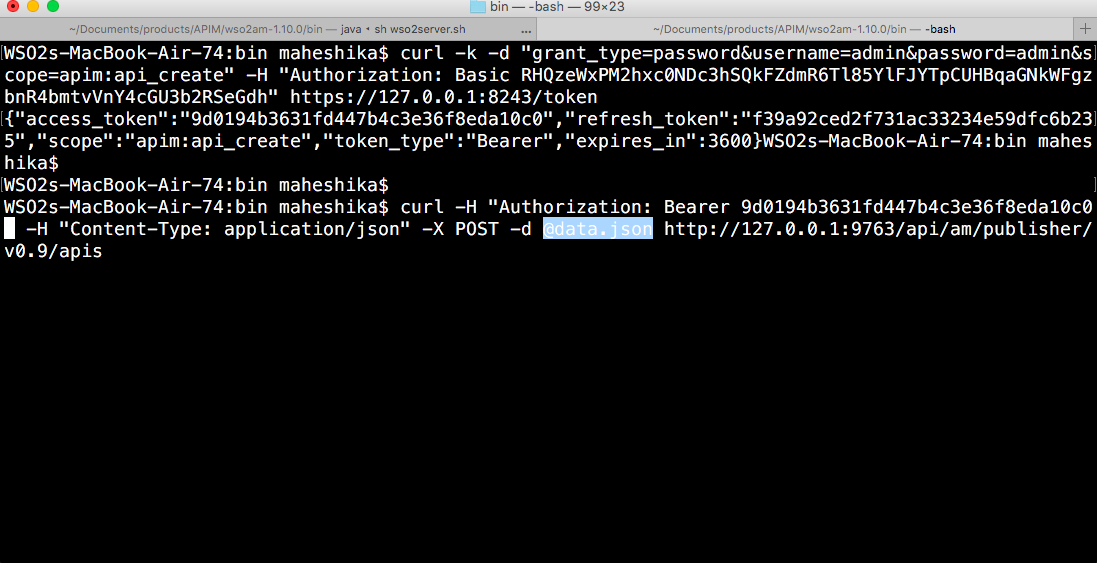 bin — -bash — 99×23
~/Documents/products/APIM/wso2am-1.10.0/bin — java ◂ sh wso2server.sh ...
~/Documents/products/APIM/wso2am-1.10.0/bin — -bash +
[WSO2s-MacBook-Air-74:bin maheshika$ curl -k -d "grant_type=password&username=admin&password=admin&s]
cope=apim:api_create" -H "Authorization: Basic RHQzeWxPM2hxc0NDc3hSQkFZdmR6Tl85YlFJYTpCUHBqaGNkWFgz
bnR4bmtvVnY4cGU3b2RSeGdh" https://127.0.0.1:8243/token
[{"access_token":"9d0194b3631fd447b4c3e36f8eda10c0","refresh_token":"f39a92ced2f731ac33234e59dfc6b23]
5","scope":"apim:api_create","token_type":"Bearer","expires_in":3600}WSO2s-MacBook-Air-74:bin mahes
hika$
[WSO2s-MacBook-Air-74:bin maheshika$ ]
WSO2s-MacBook-Air-74:bin maheshika$ curl -H "Authorization: Bearer 9d0194b3631fd447b4c3e36f8eda10c0
-H "Content-Type: application/json" -X POST -d @data.json http://127.0.0.1:9763/api/am/publisher/
v0.9/apis